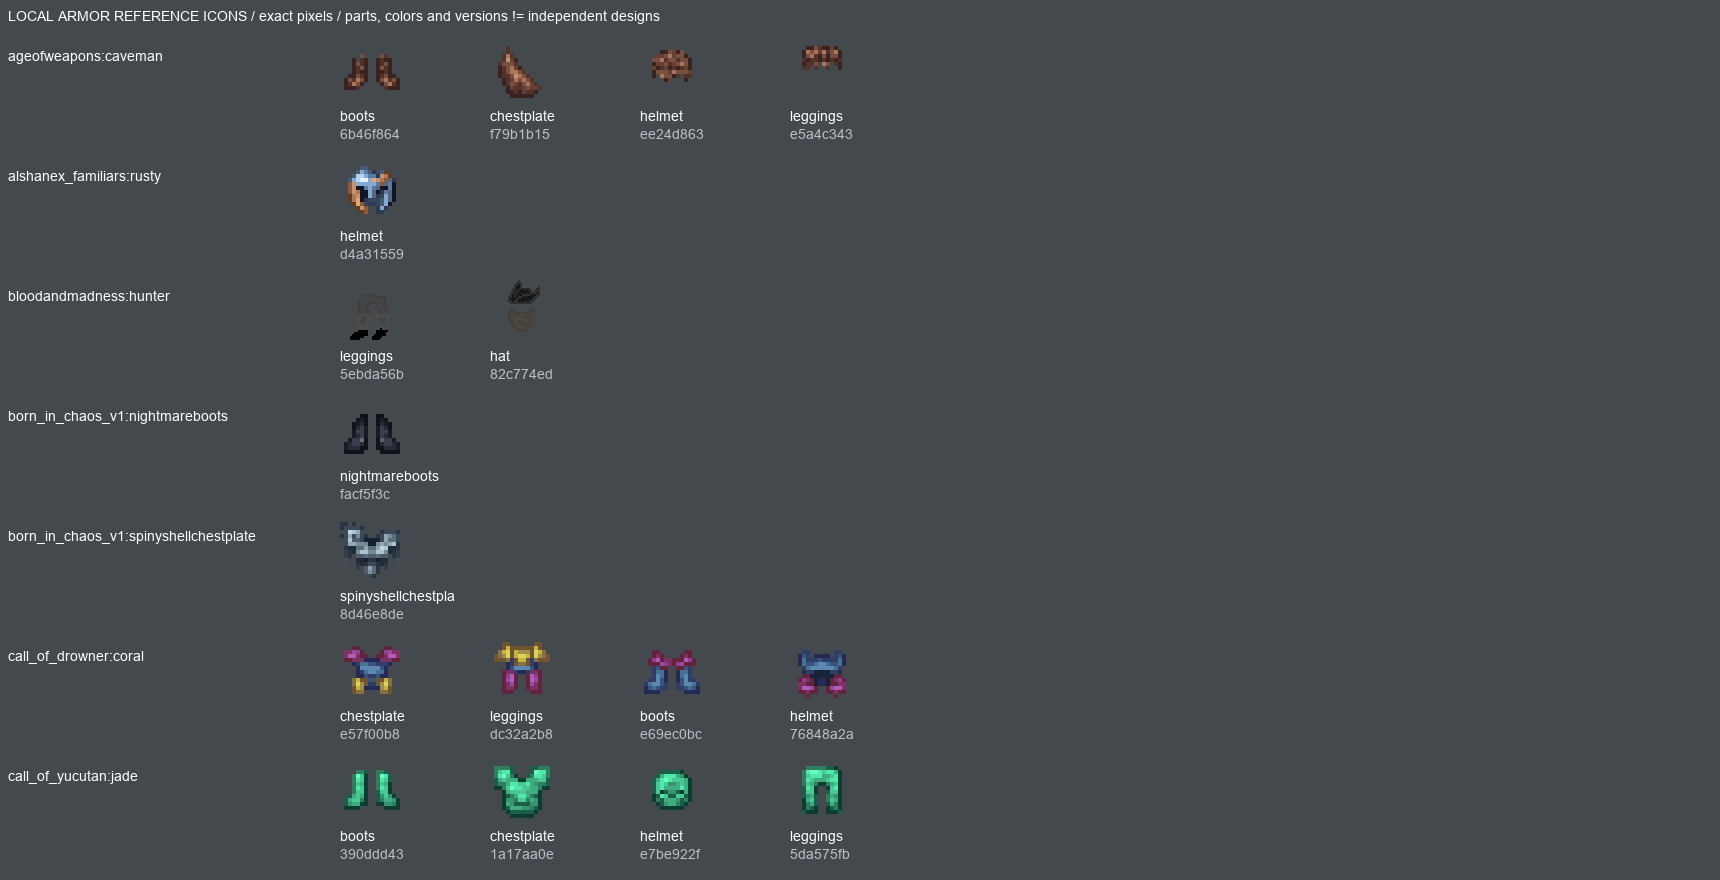 LOCAL ARMOR REFERENCE ICONS / exact pixels / parts, colors and versions != independent designs
ageofweapons:caveman
boots chestplate helmet leggings
6b46f864 f79b1b15 ee24d863 e5a4c343
alshanex_familiars:rusty
helmet
d4a31559
bloodandmadness:hunter
leggings hat
5ebda56b 82c774ed
born_in_chaos_v1:nightmareboots
nightmareboots
facf5f3c
born_in_chaos_v1:spinyshellchestplate
spinyshellchestpla
8d46e8de
call_of_drowner:coral
chestplate leggings boots helmet
e57f00b8 dc32a2b8 e69ec0bc 76848a2a
call_of_yucutan:jade
boots chestplate helmet leggings
390ddd43 1a17aa0e e7be922f 5da575fb